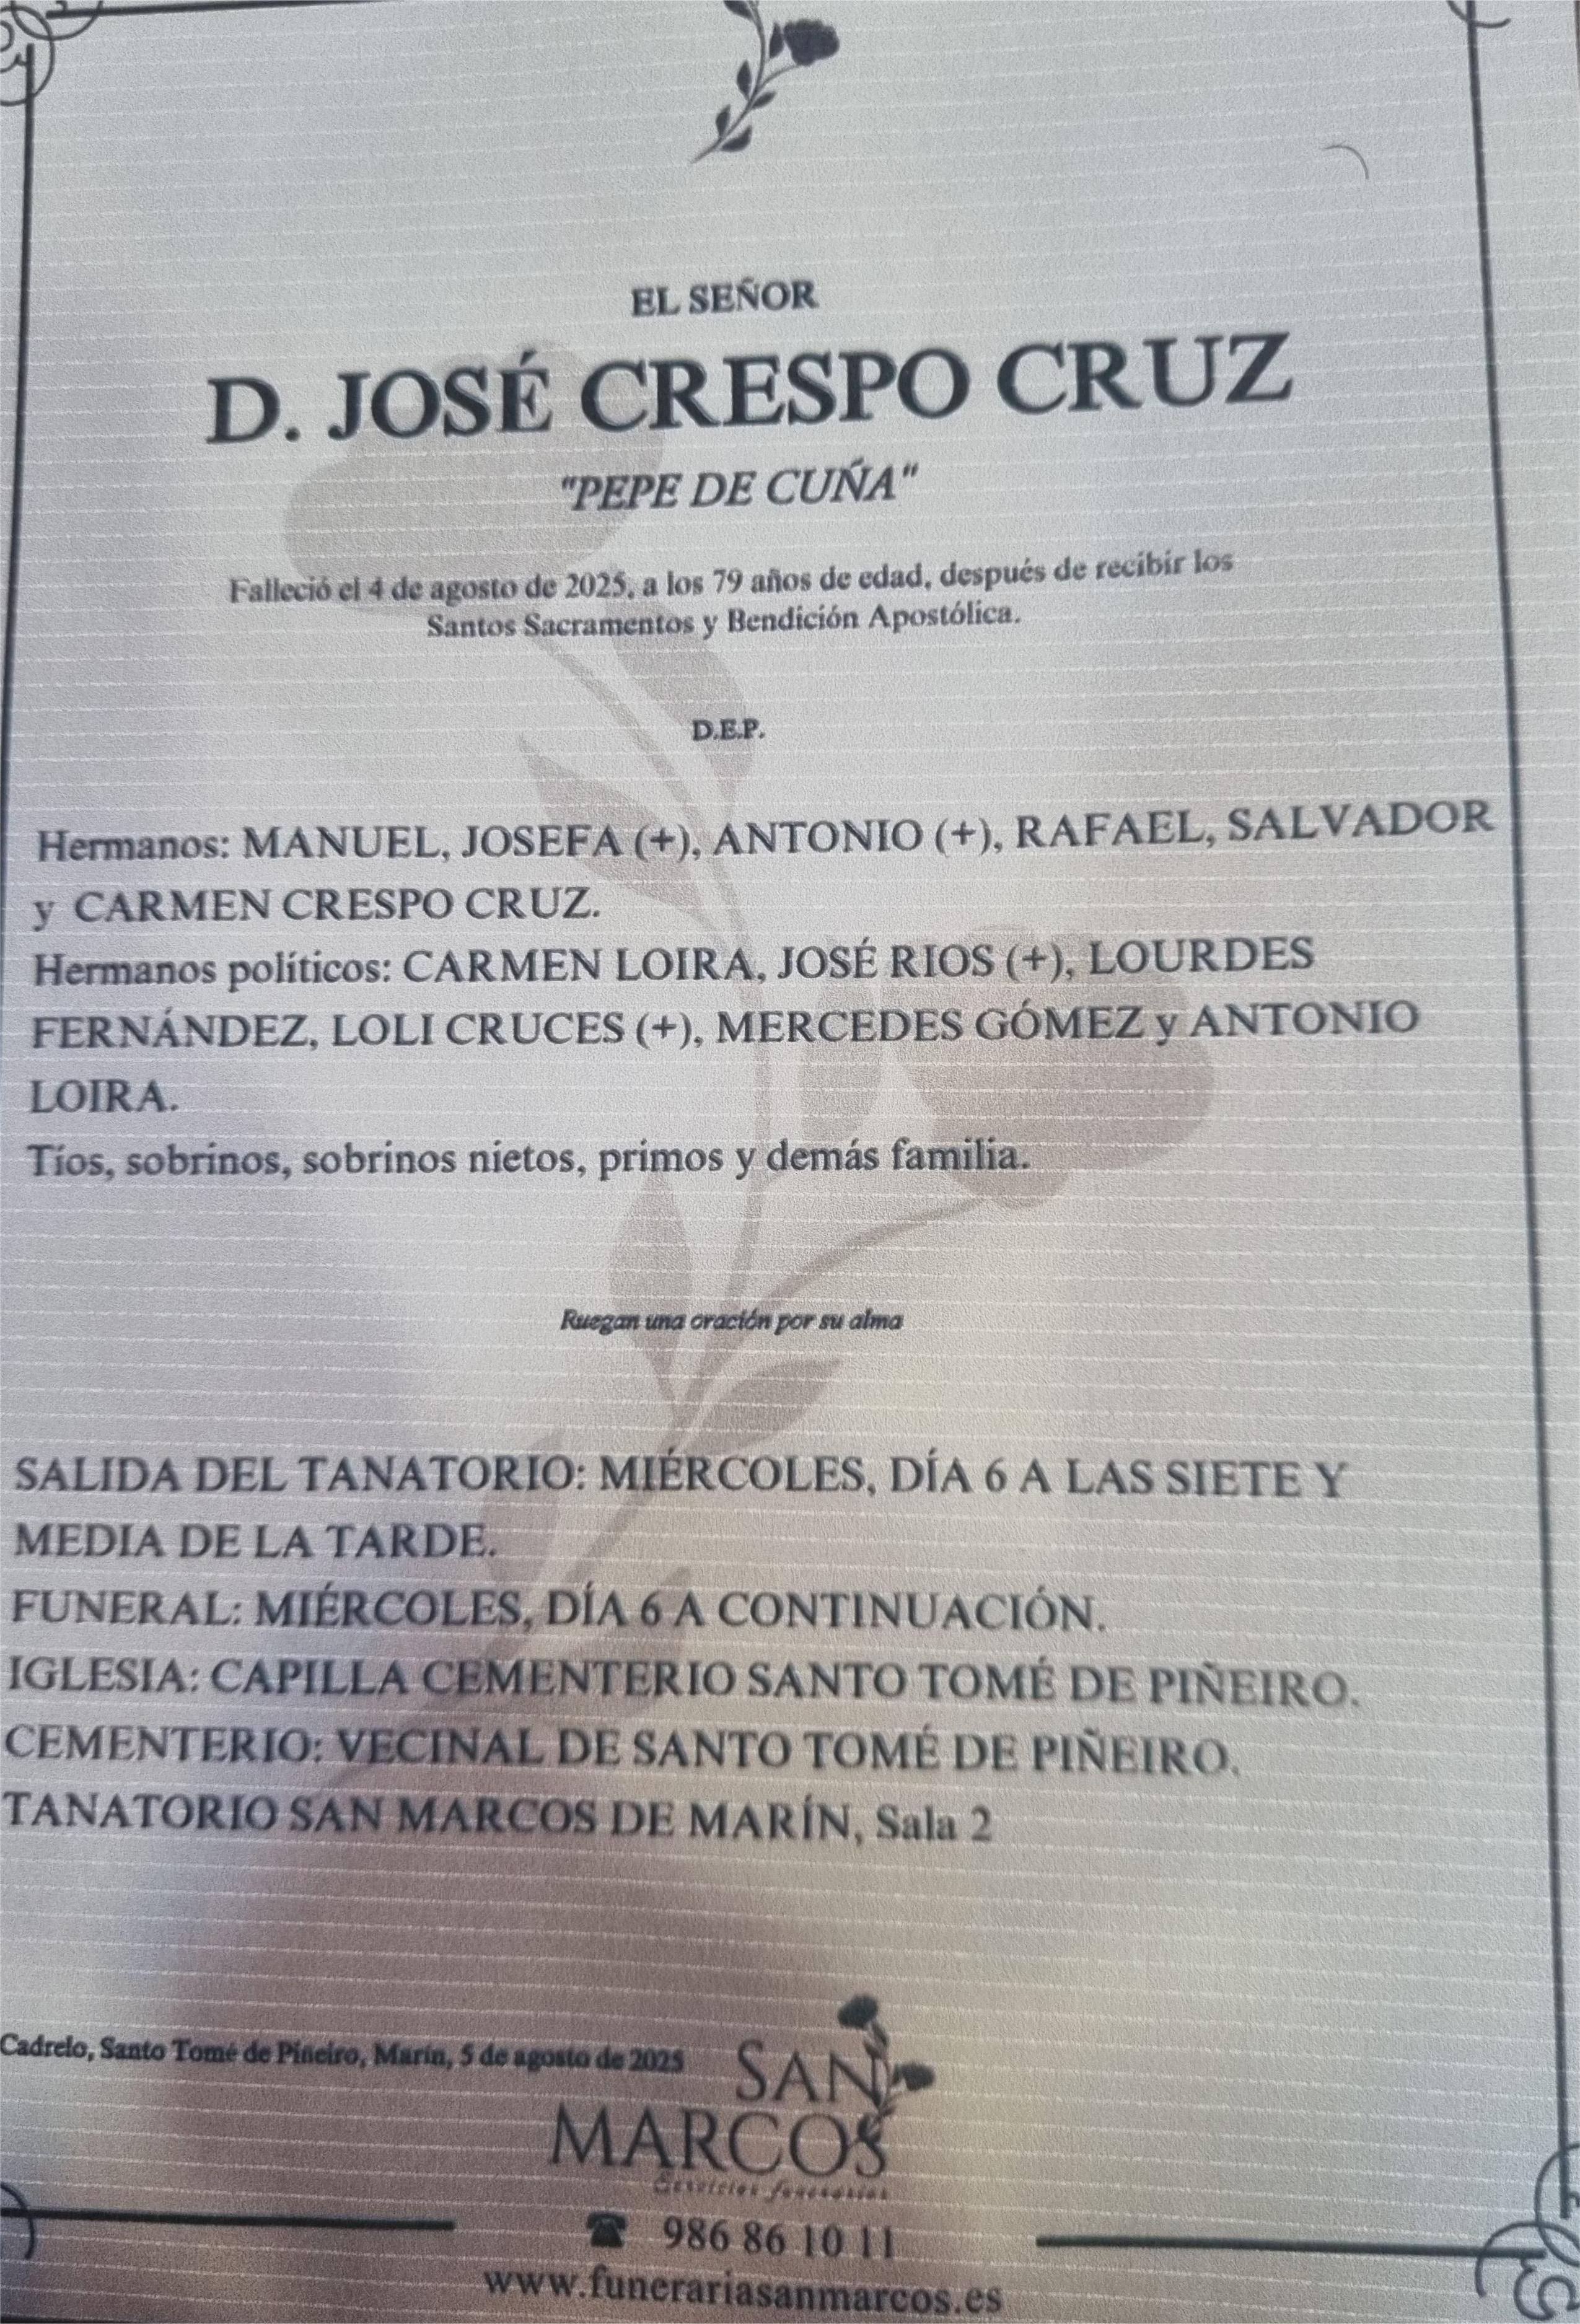 EL SEÑOR
D. JOSÉ CRESPO CRUZ
"PEPE DE CUÑA"
Falleció el 4 de agosto de 2025, a los 79 años de edad, después de recibir los
Santos Sacramentos y Bendición Apostólica.
D.E.P.
Hermanos: MANUEL, JOSEFA (+), ANTONIO (+), RAFAEL, SALVADOR
y CARMEN CRESPO CRUZ.
Hermanos políticos: CARMEN LOIRA, JOSÉ RIOS (+), LOURDES
FERNÁNDEZ, LOLI CRUCES (+), MERCEDES GÓMEZ y ANTONIO
LOIRA.
Tíos, sobrinos, sobrinos nietos, primos y demás familia.
Ruegan una oración por su alma
SALIDA DEL TANATORIO: MIÉRCOLES, DÍA 6 A LAS SIETE Y
MEDIA DE LA TARDE.
FUNERAL: MIÉRCOLES, DÍA 6 A CONTINUACIÓN.
IGLESIA: CAPILLA CEMENTERIO SANTO TOMÉ DE PIÑEIRO.
CEMENTERIO: VECINAL DE SANTO TOMÉ DE PIÑEIRO.
TANATORIO SAN MARCOS DE MARÍN, Sala 2
Cadrelo, Santo Tomé de Piñeiro, Marín, 5 de agosto de 2025
SAN
MARCOS
Servicios funerarios
☎ 986 86 10 11
www.funerariasanmarcos.es